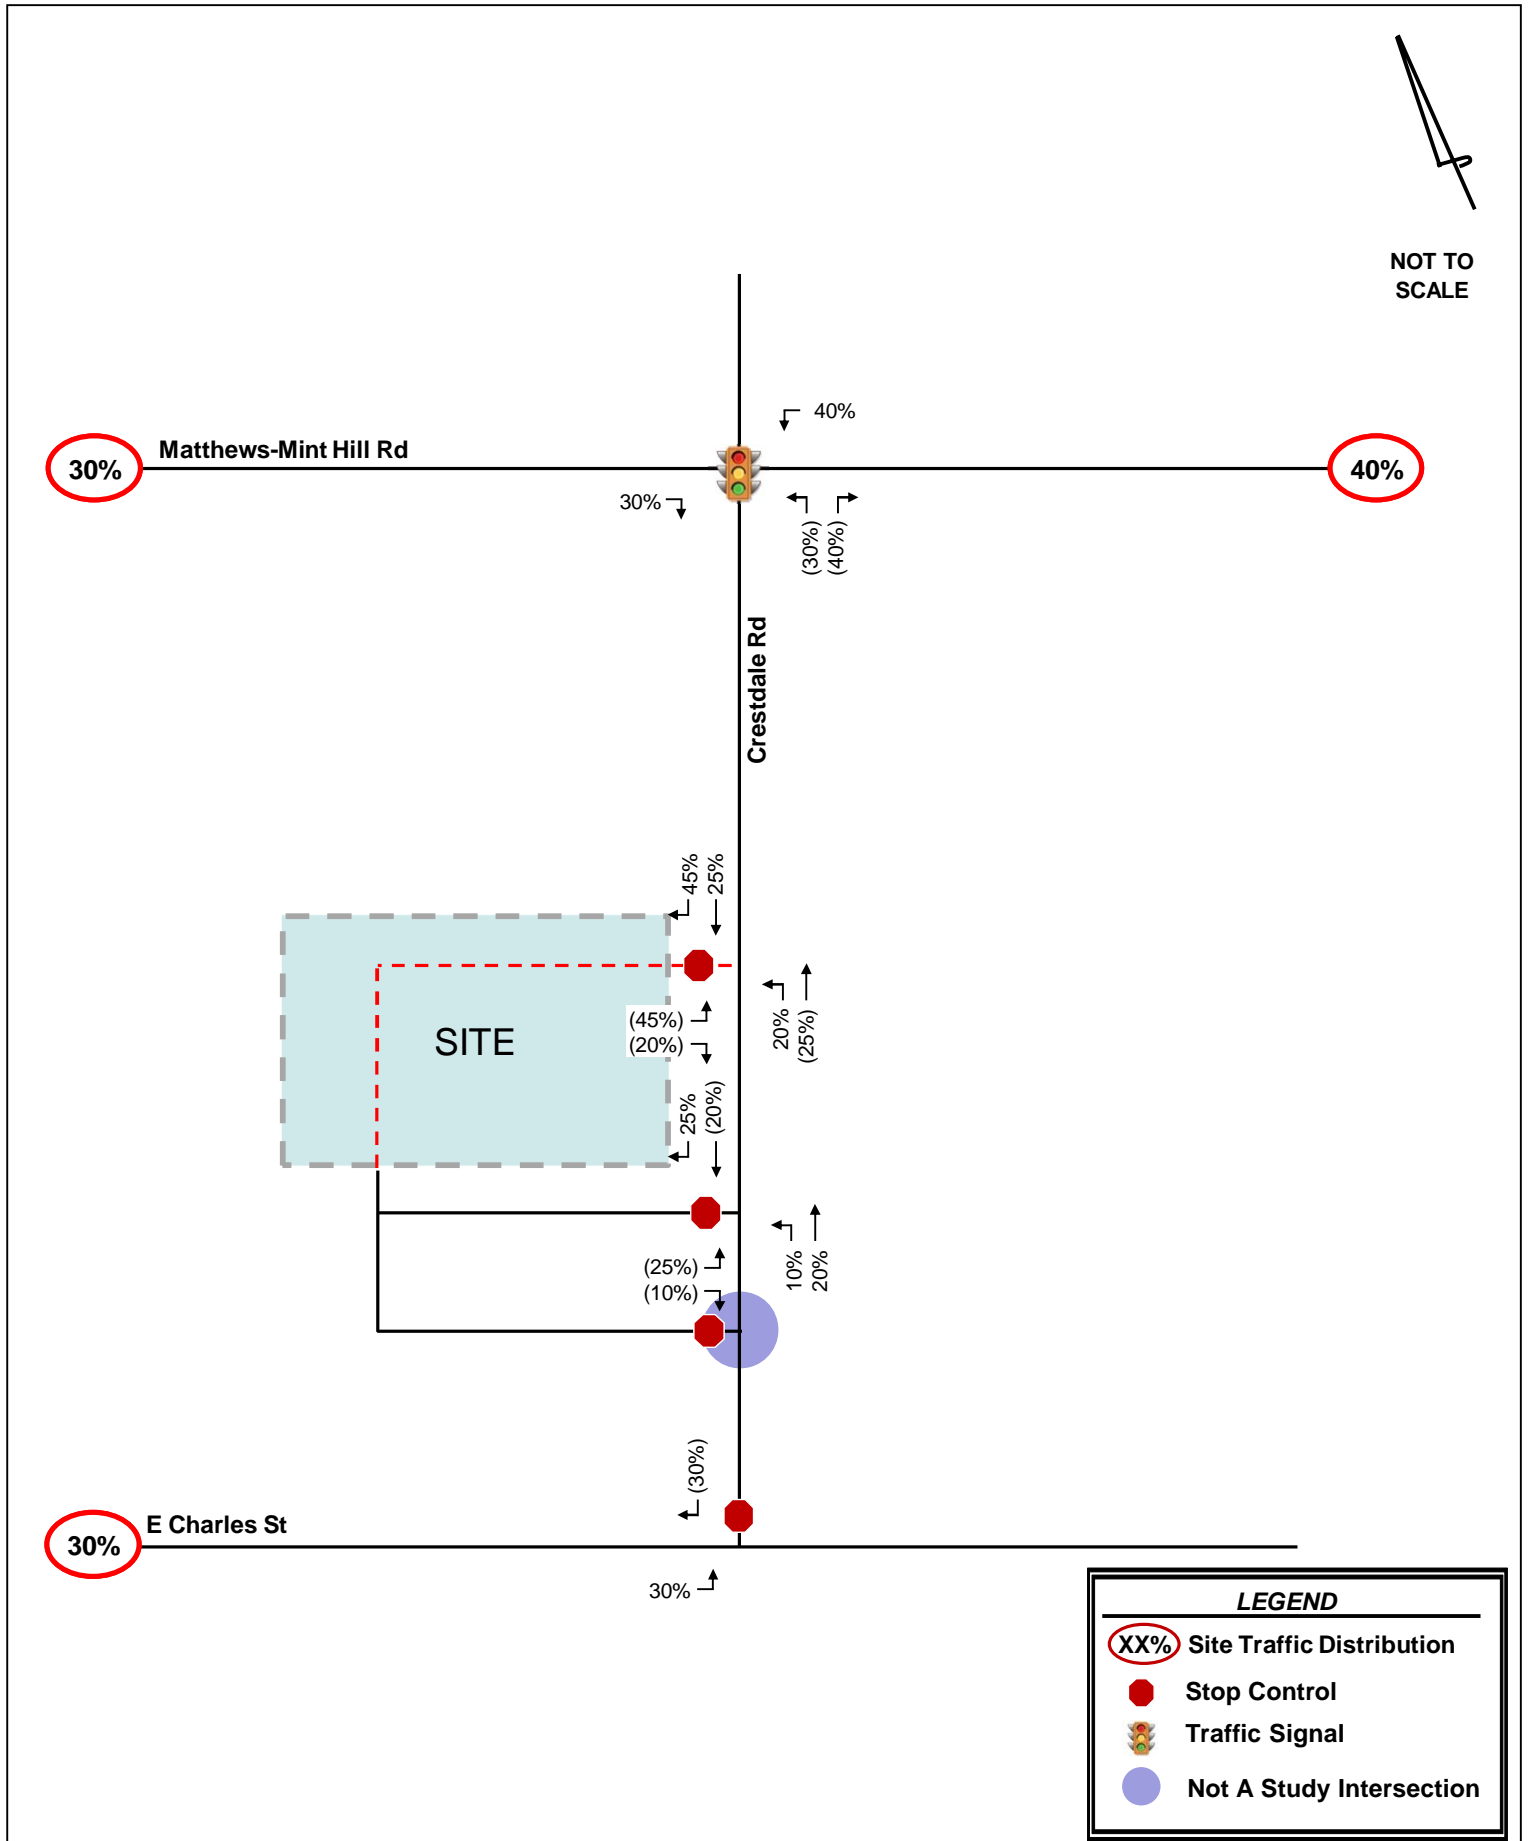 NOT TO
SCALE
40%
Matthews-Mint Hill Rd
30%
40%
30%
(30%)
(40%)
Crestdale Rd
45%
25%
(45%)
(20%)
20%
(25%)
SITE
25%
(20%)
(25%)
(10%)
10%
20%
(30%)
E Charles St
30%
30%
LEGEND
XX% Site Traffic Distribution
Stop Control
Traffic Signal
Not A Study Intersection